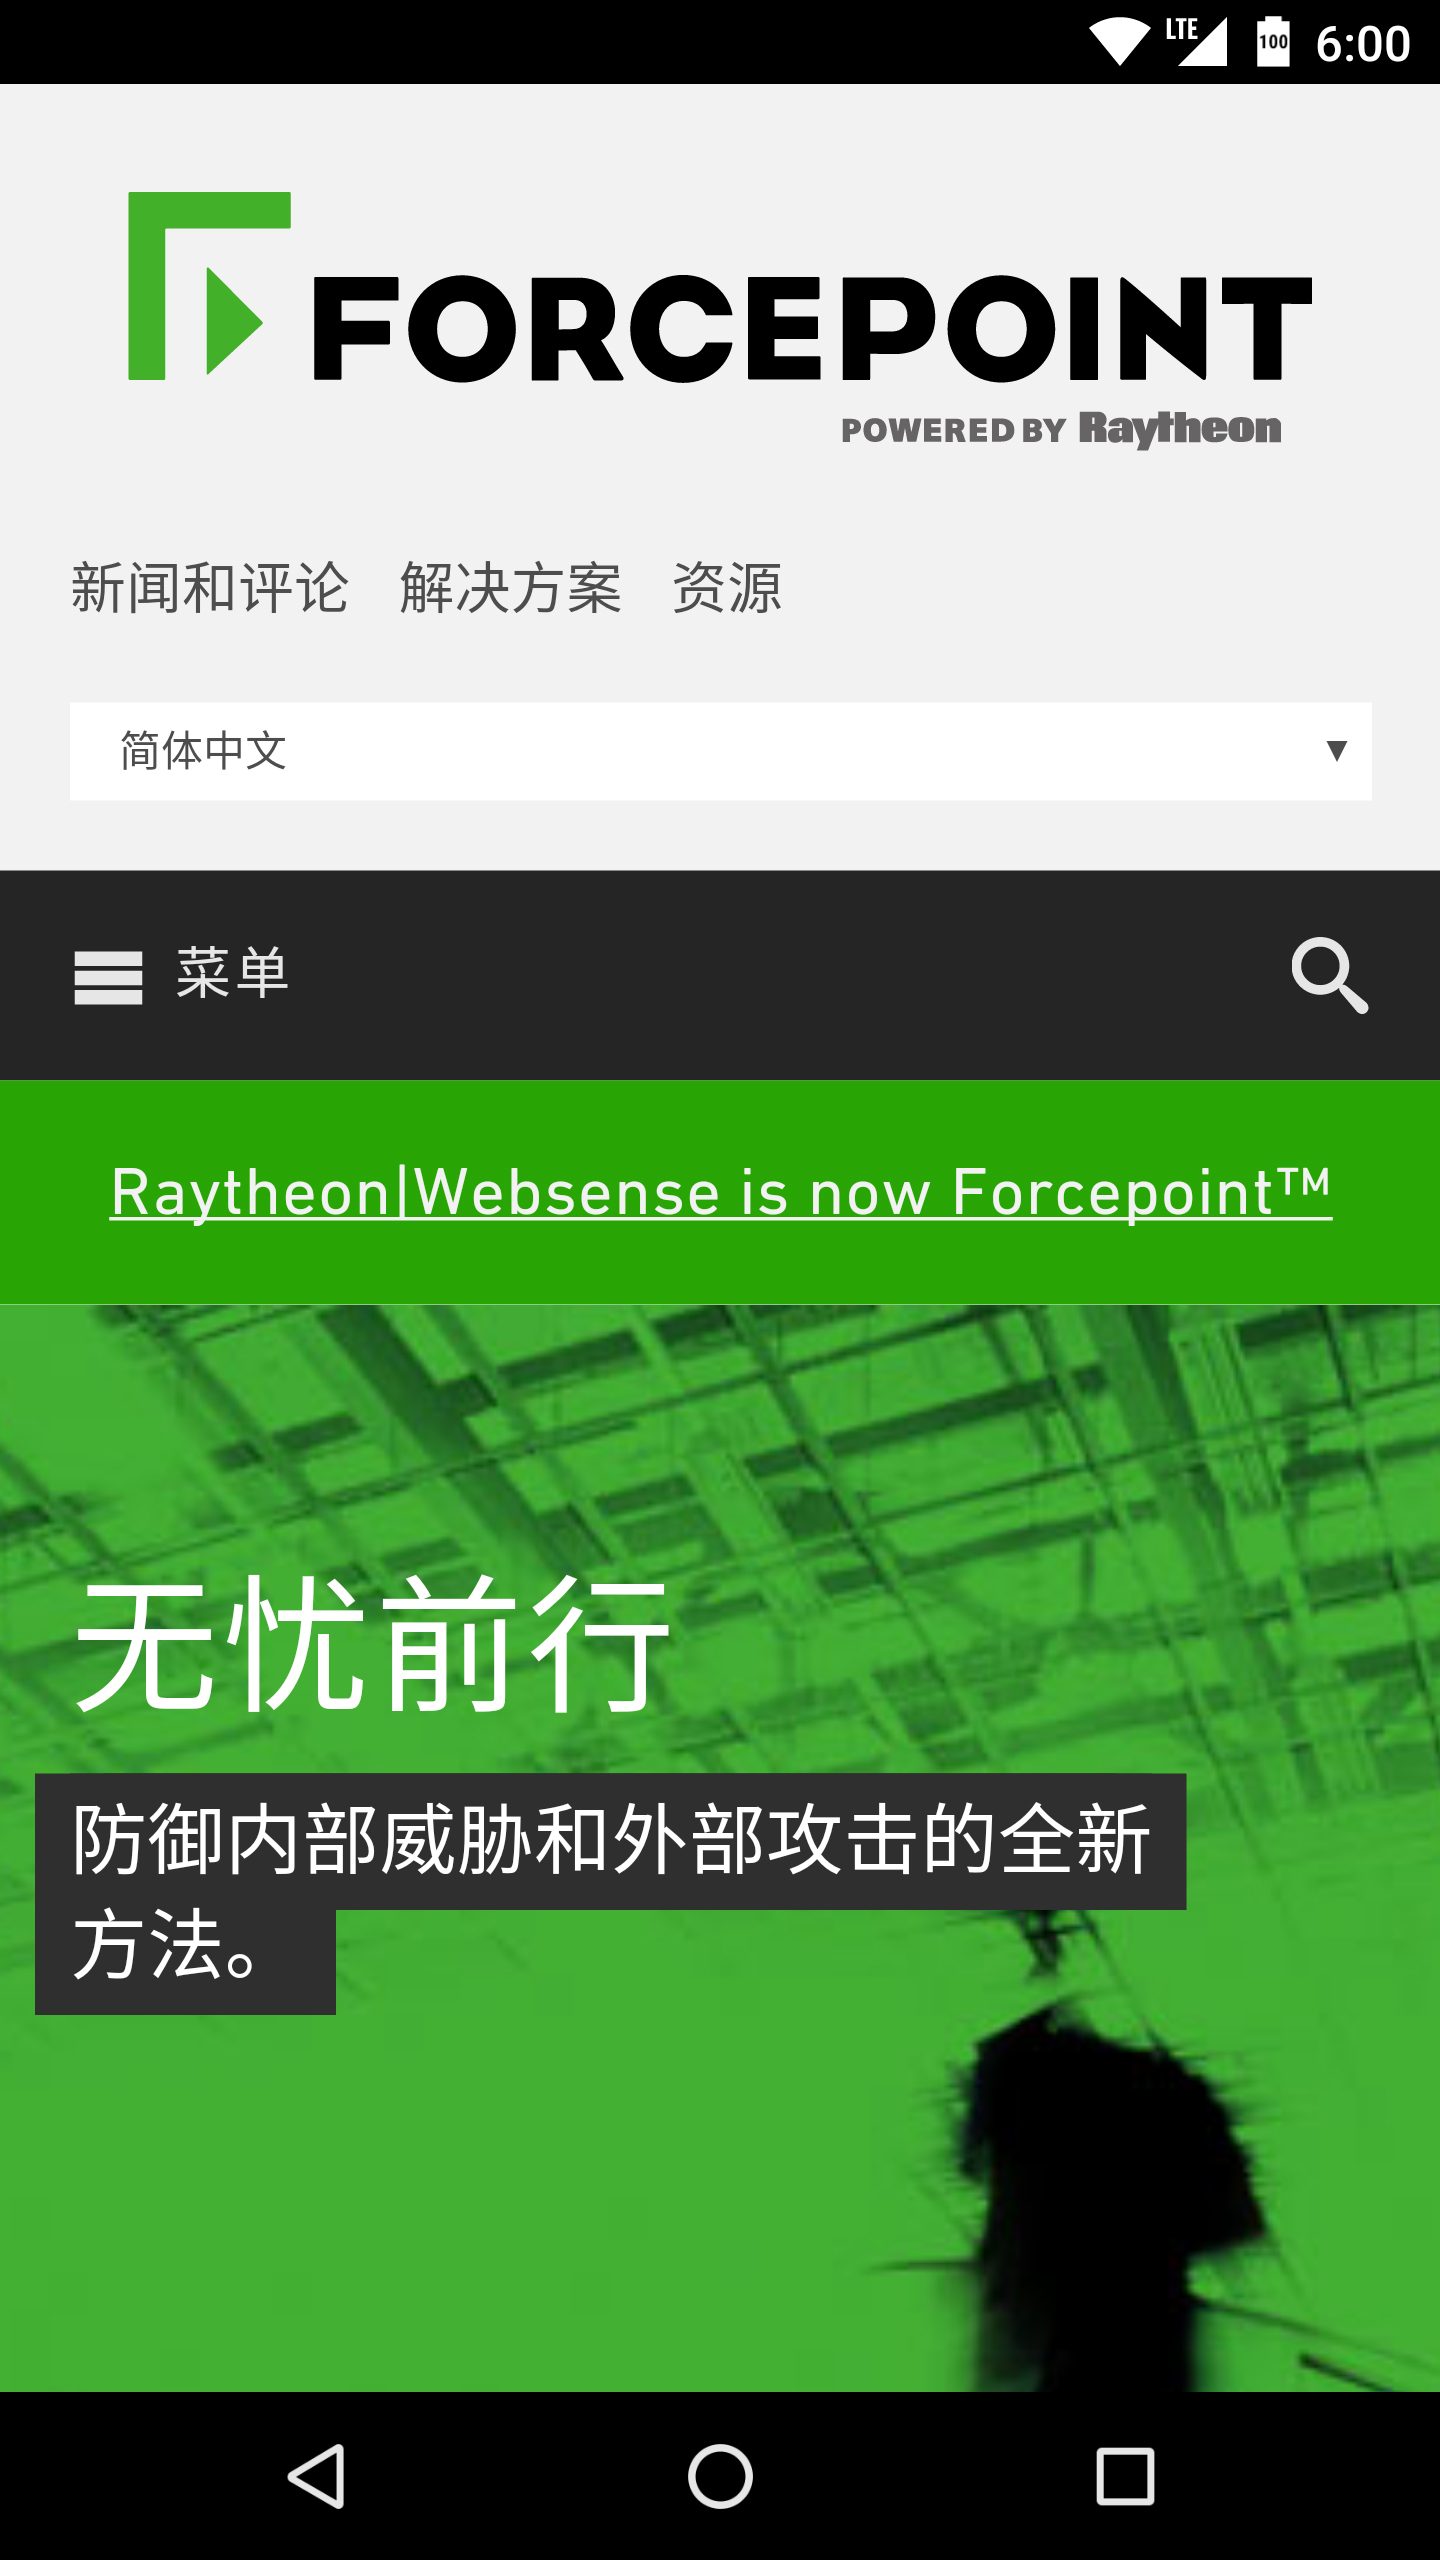 LTE 100 6:00
FORCEPOINT
POWERED BY Raytheon
新闻和评论 解决方案 资源
简体中文 ▼
菜单
Raytheon|Websense is now Forcepoint™
无忧前行
防御内部威胁和外部攻击的全新
方法。